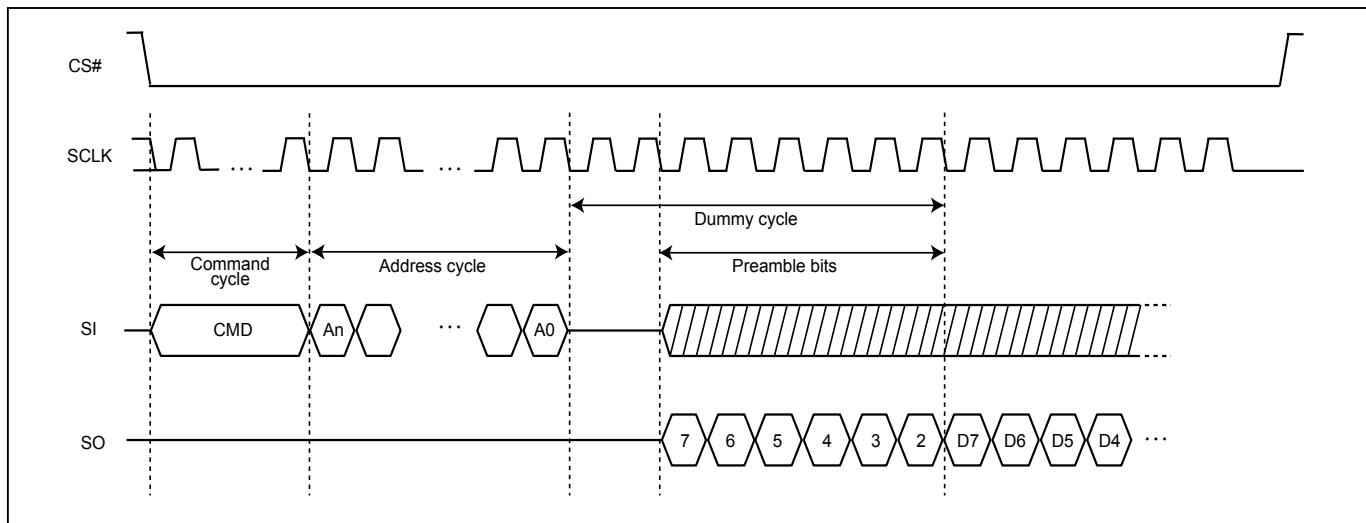 CS#
SCLK
... ...
Dummy cycle
Command
cycle
Address cycle
Preamble bits
SI
CMD An ... A0
SO
7 6 5 4 3 2 D7 D6 D5 D4 ...